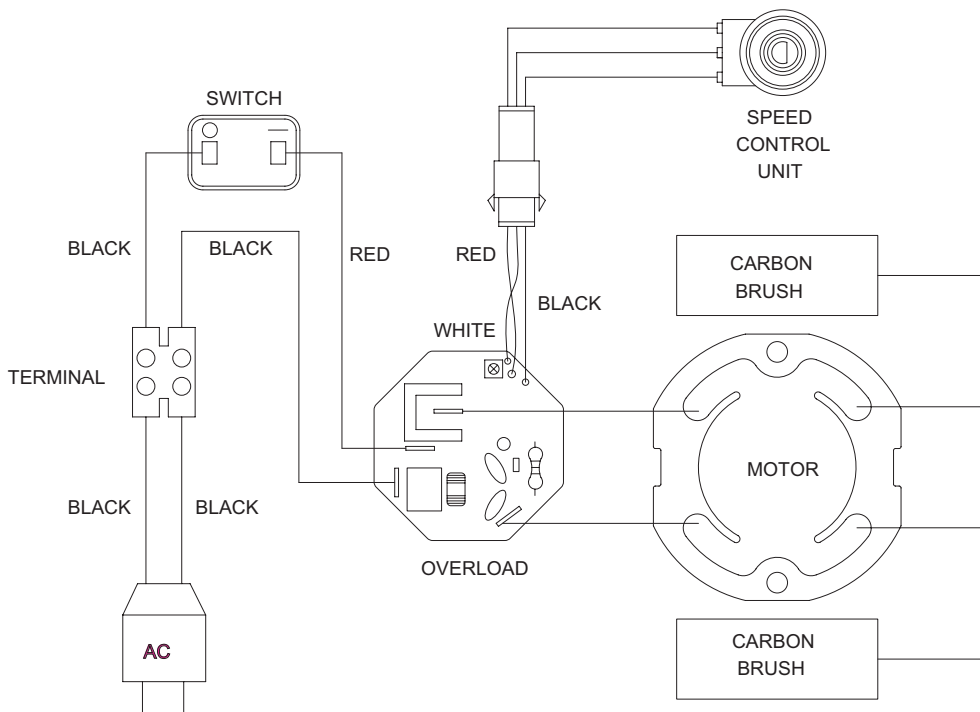 SWITCH
SPEED
CONTROL
UNIT
BLACK
BLACK
RED
RED
BLACK
WHITE
CARBON
BRUSH
TERMINAL
MOTOR
BLACK
BLACK
OVERLOAD
AC
CARBON
BRUSH